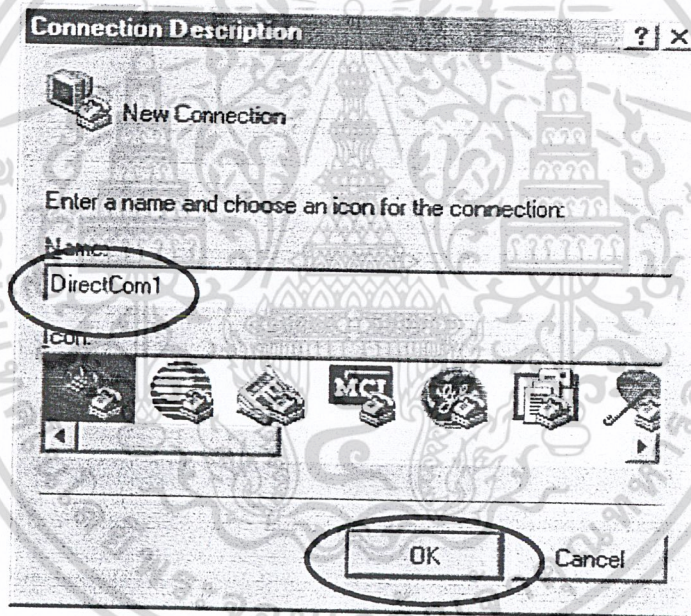 Connection Description
New Connection
Enter a name and choose an icon for the connection:
Name:
DirectCom1
Icon:
MCI
OK
Cancel